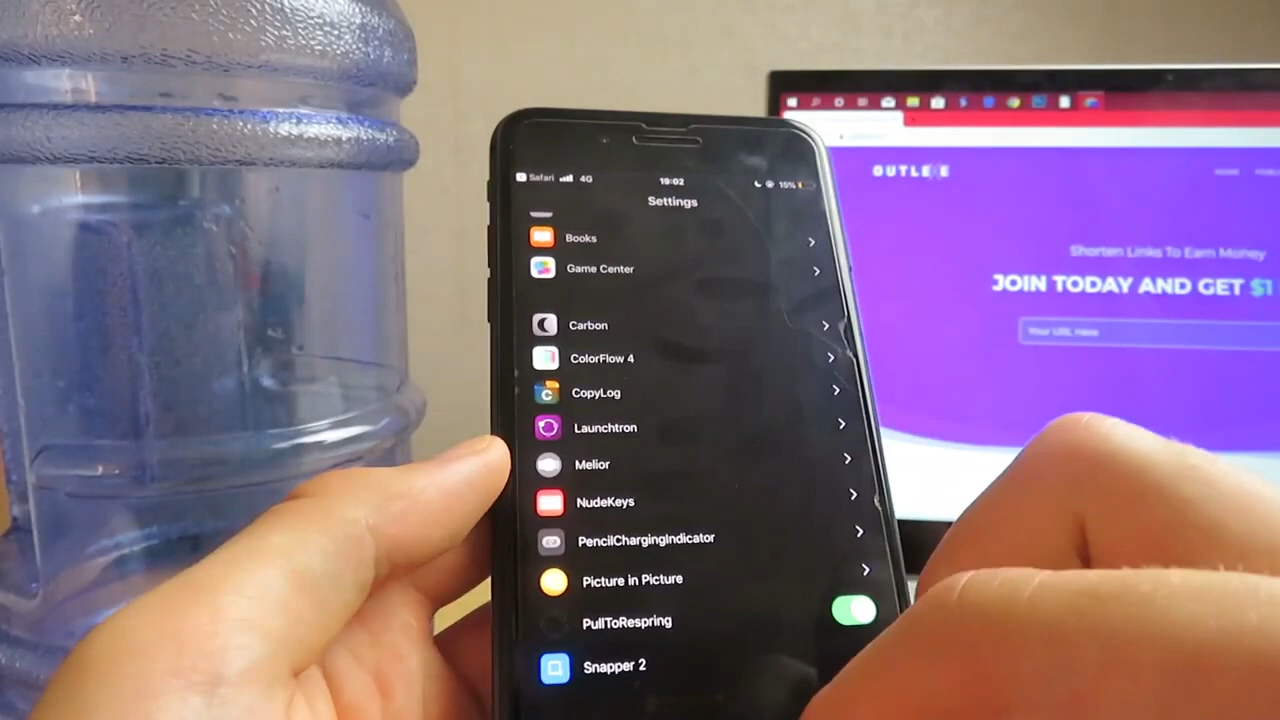 Safari 4G 19:02 15%
Settings
Books
Game Center
Carbon
ColorFlow 4
CopyLog
Launchtron
Melior
NudeKeys
PencilChargingIndicator
Picture in Picture
PullToRespring
Snapper 2
Shorten Links To Earn Money
JOIN TODAY AND GET $1
Your URL Here